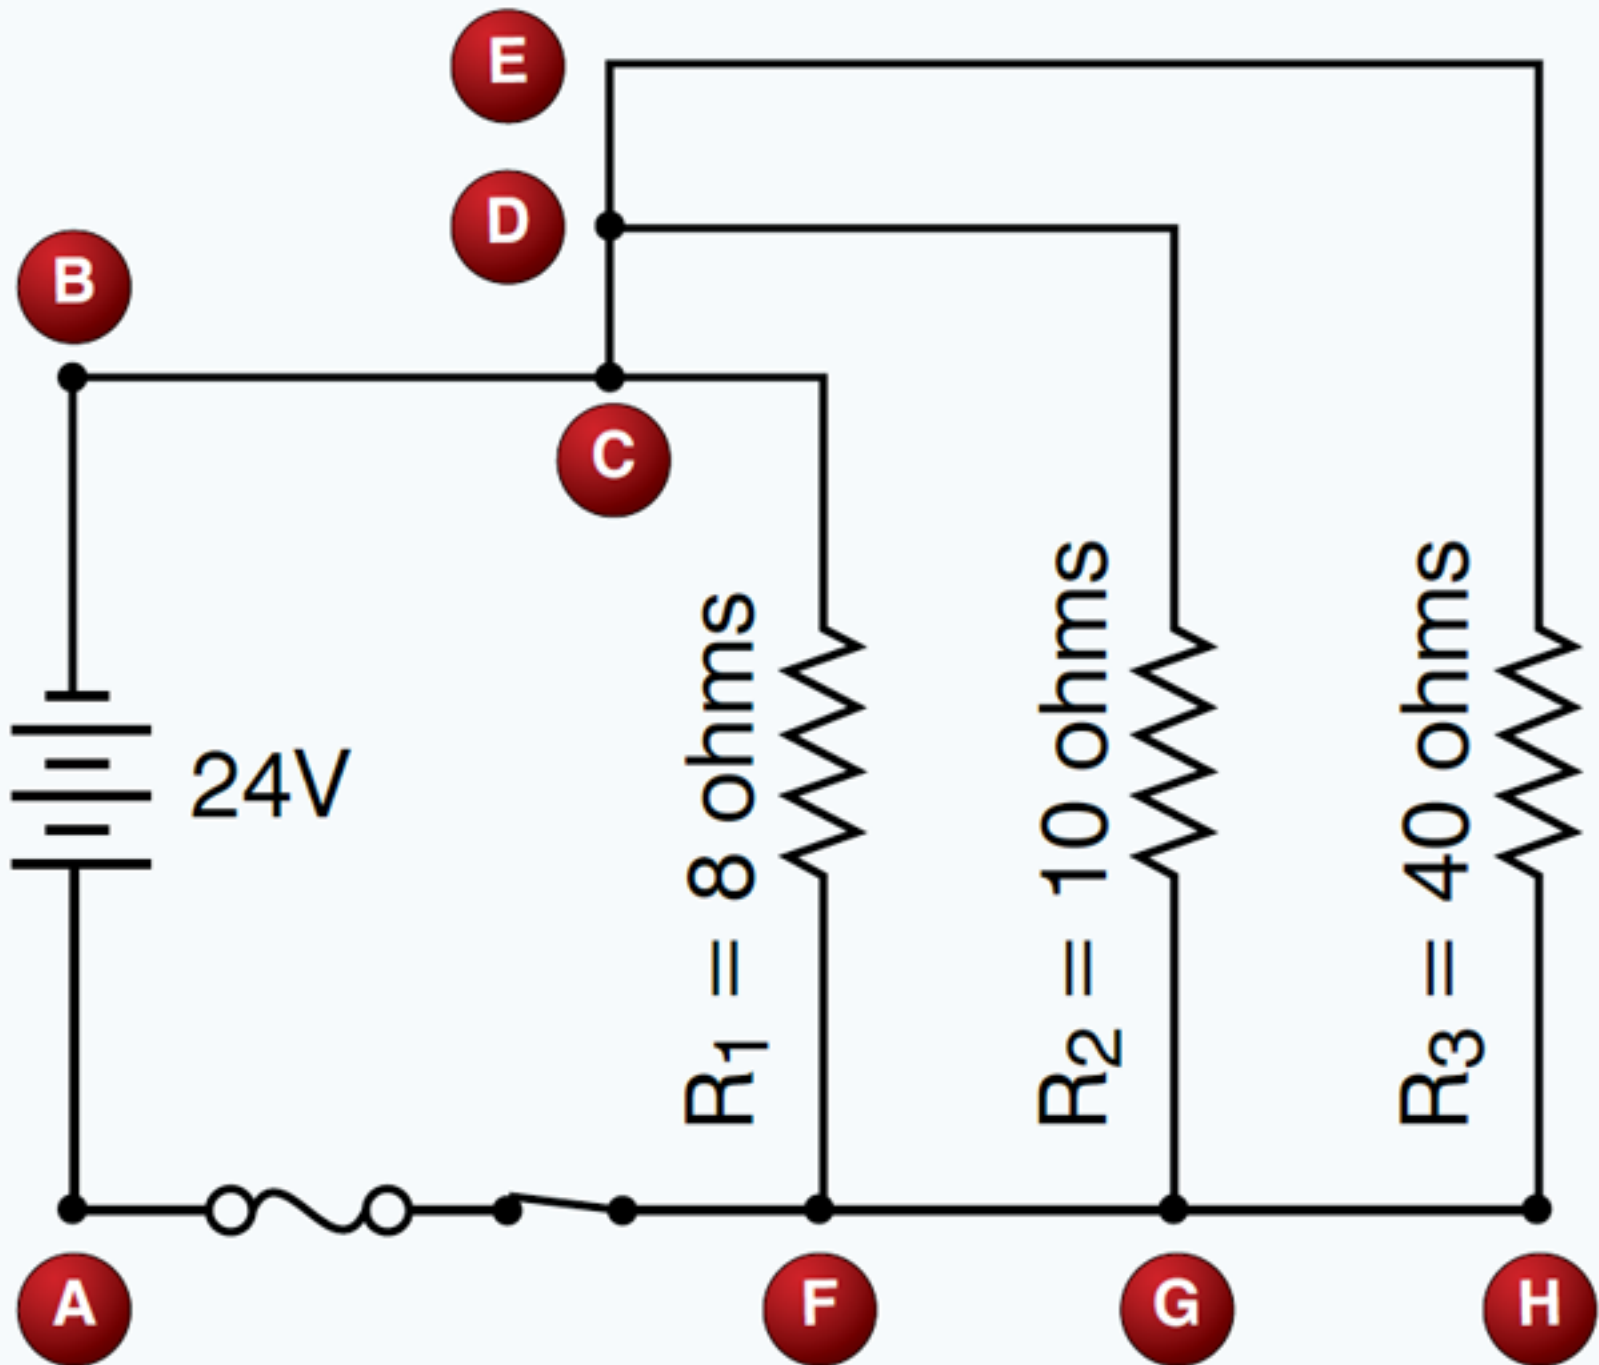 E
D
B
C
24V
R₁ = 8 ohms
R₂ = 10 ohms
R₃ = 40 ohms
A
F
G
H